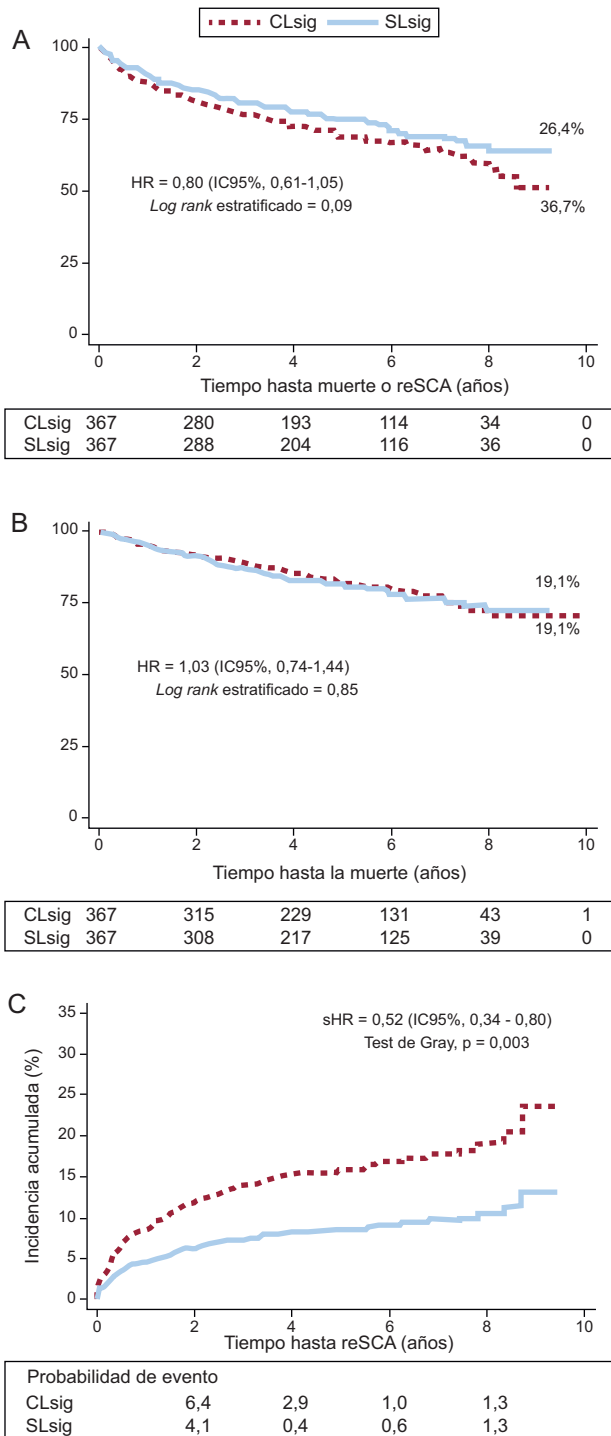 CLsig SLsig
A
100
75
50
25
0
26,4%
36,7%
HR = 0,80 (IC95%, 0,61-1,05)
Log rank estratificado = 0,09
0 2 4 6 8 10
Tiempo hasta muerte o reSCA (años)
CLsig 367 280 193 114 34 0
SLsig 367 288 204 116 36 0
B
100
75
50
25
0
19,1%
19,1%
HR = 1,03 (IC95%, 0,74-1,44)
Log rank estratificado = 0,85
0 2 4 6 8 10
Tiempo hasta la muerte (años)
CLsig 367 315 229 131 43 1
SLsig 367 308 217 125 39 0
C
Incidencia acumulada (%)
35
30
25
20
15
10
5
0
sHR = 0,52 (IC95%, 0,34 - 0,80)
Test de Gray, p = 0,003
0 2 4 6 8 10
Tiempo hasta reSCA (años)
Probabilidad de evento
CLsig 6,4 2,9 1,0 1,3
SLsig 4,1 0,4 0,6 1,3